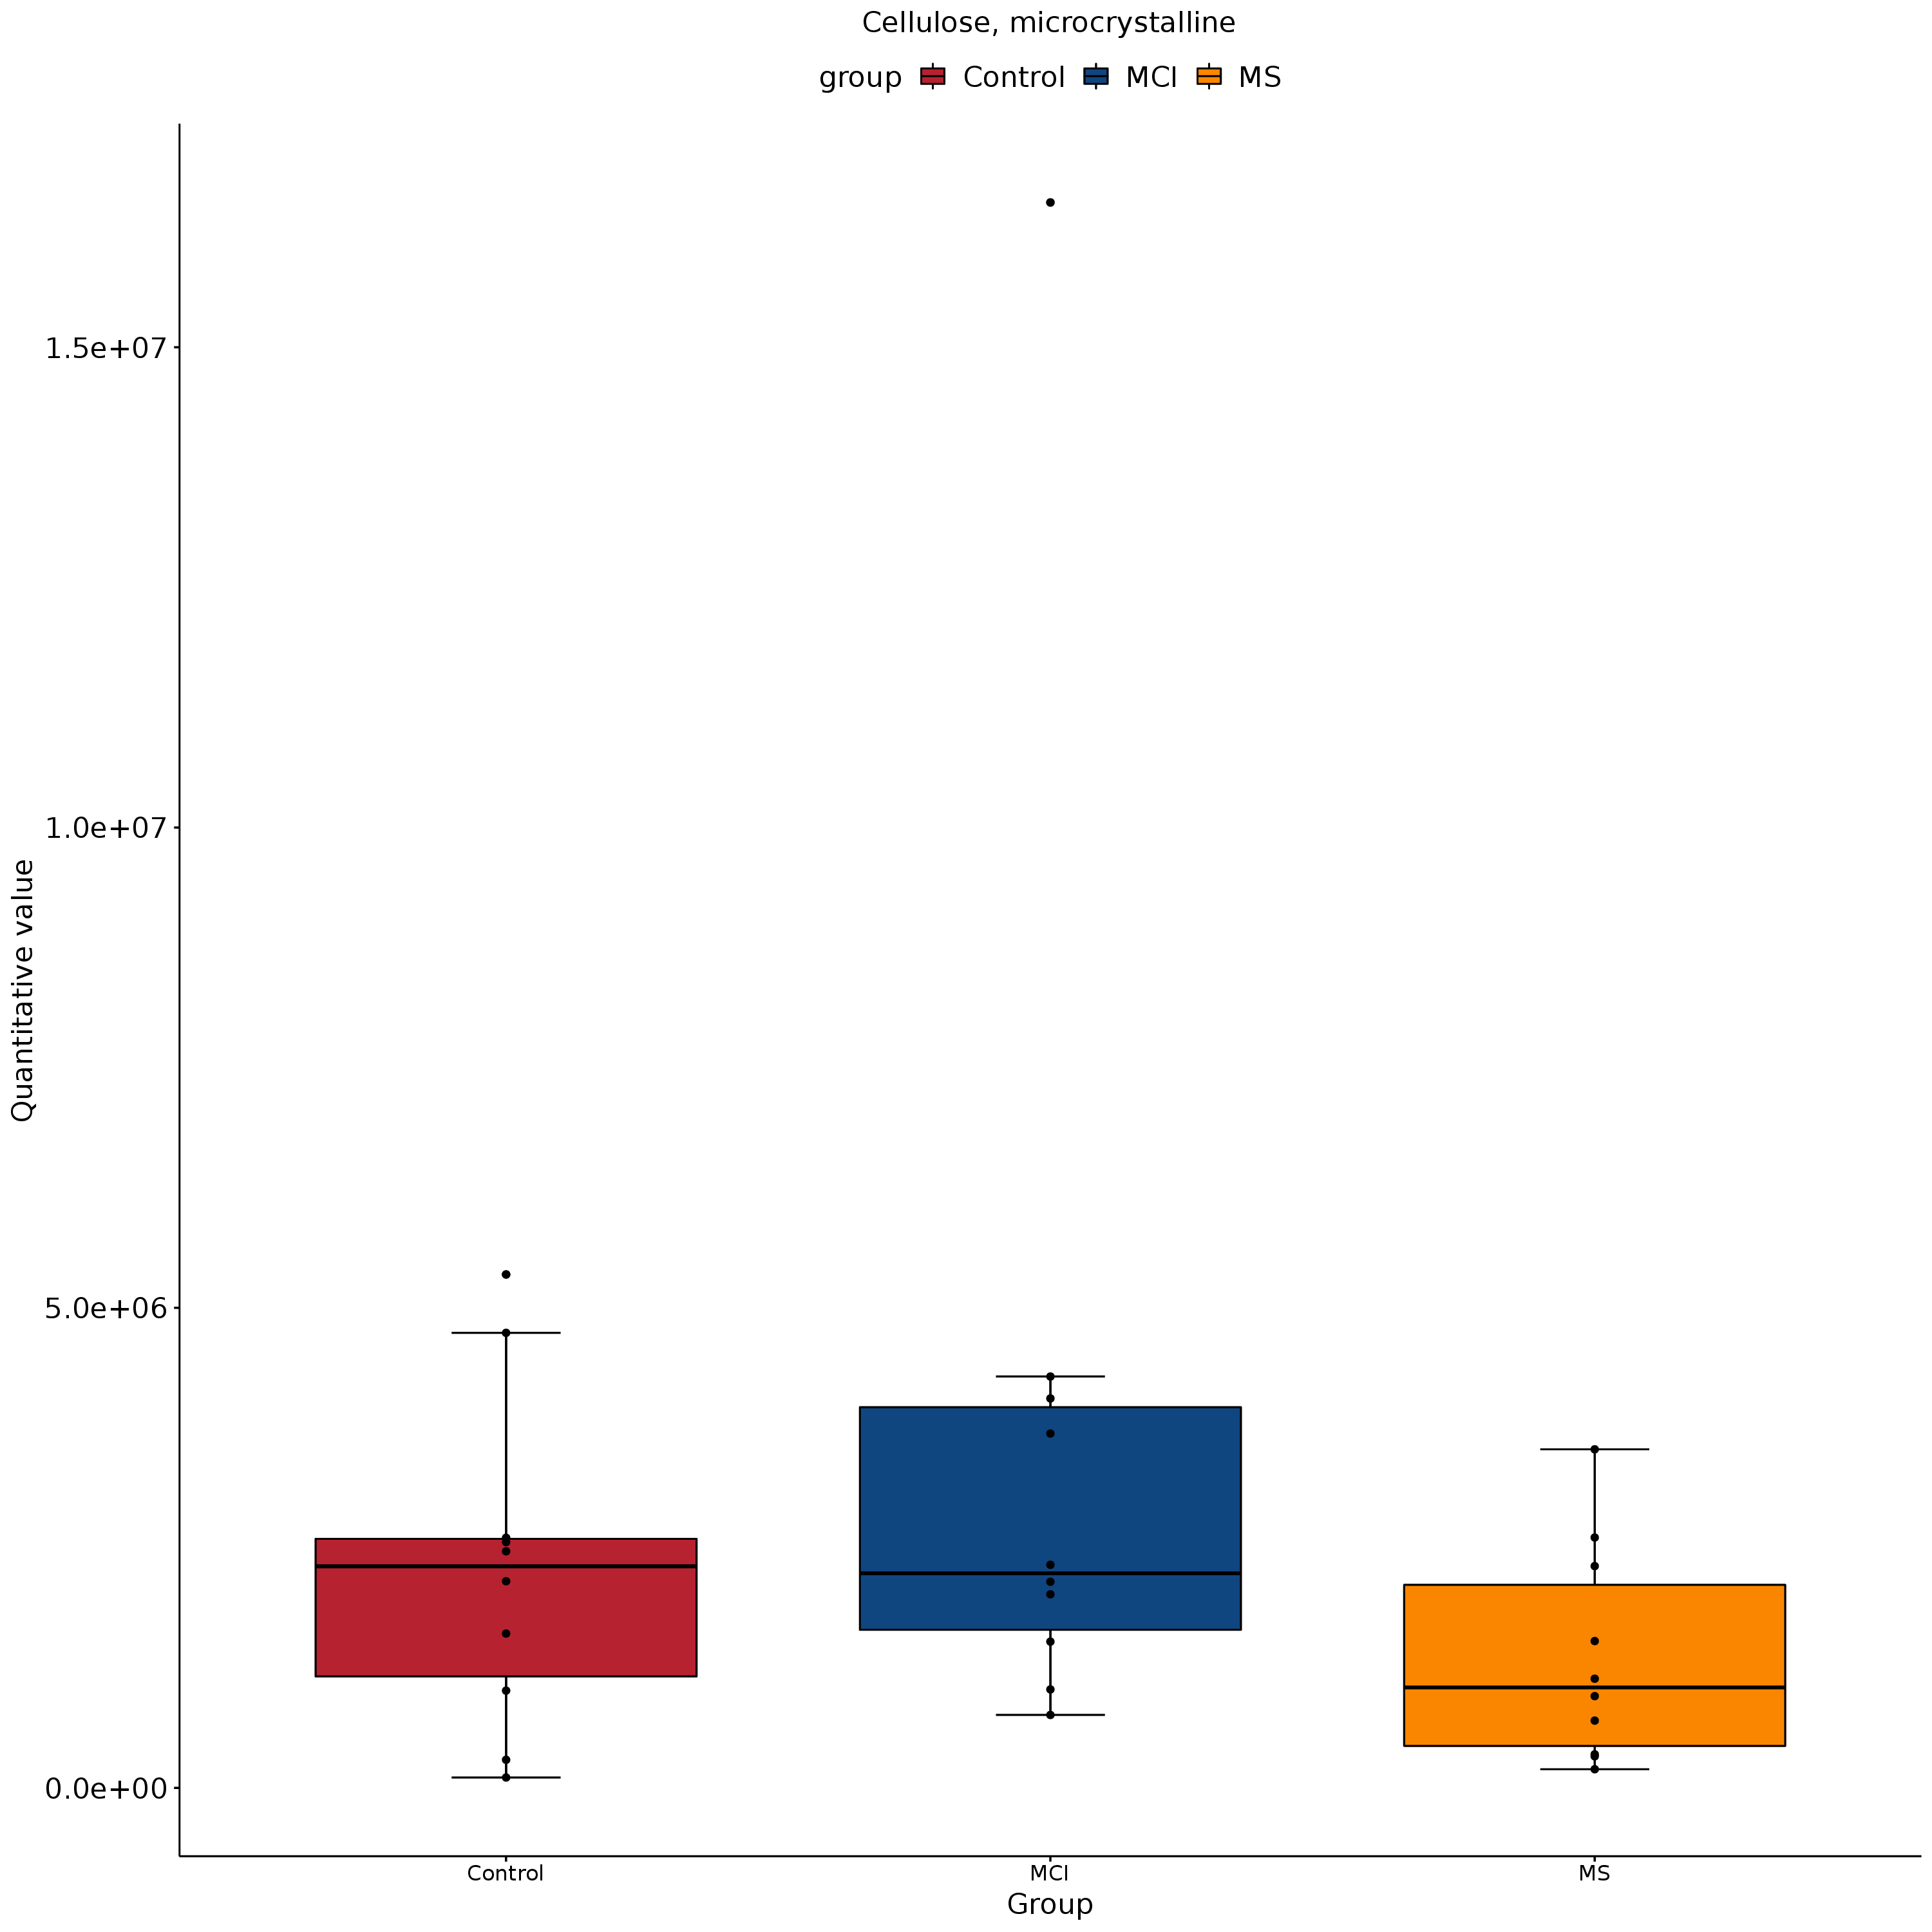 Cellulose, microcrystalline
group Control MCI MS
1.5e+07
1.0e+07
5.0e+06
0.0e+00
Quantitative value
Control MCI MS
Group